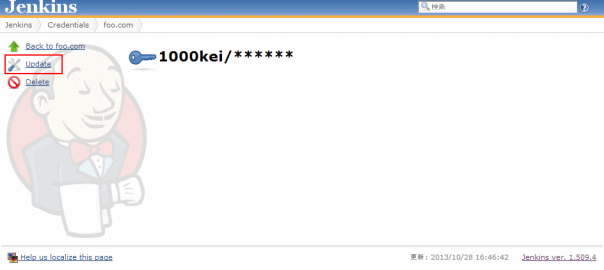 Jenkins
検索
Jenkins Credentials foo.com
Back to foo.com
Update
Delete
1000kei/******
Help us localize this page
更新: 2013/10/28 16:46:42 Jenkins ver. 1.509.4